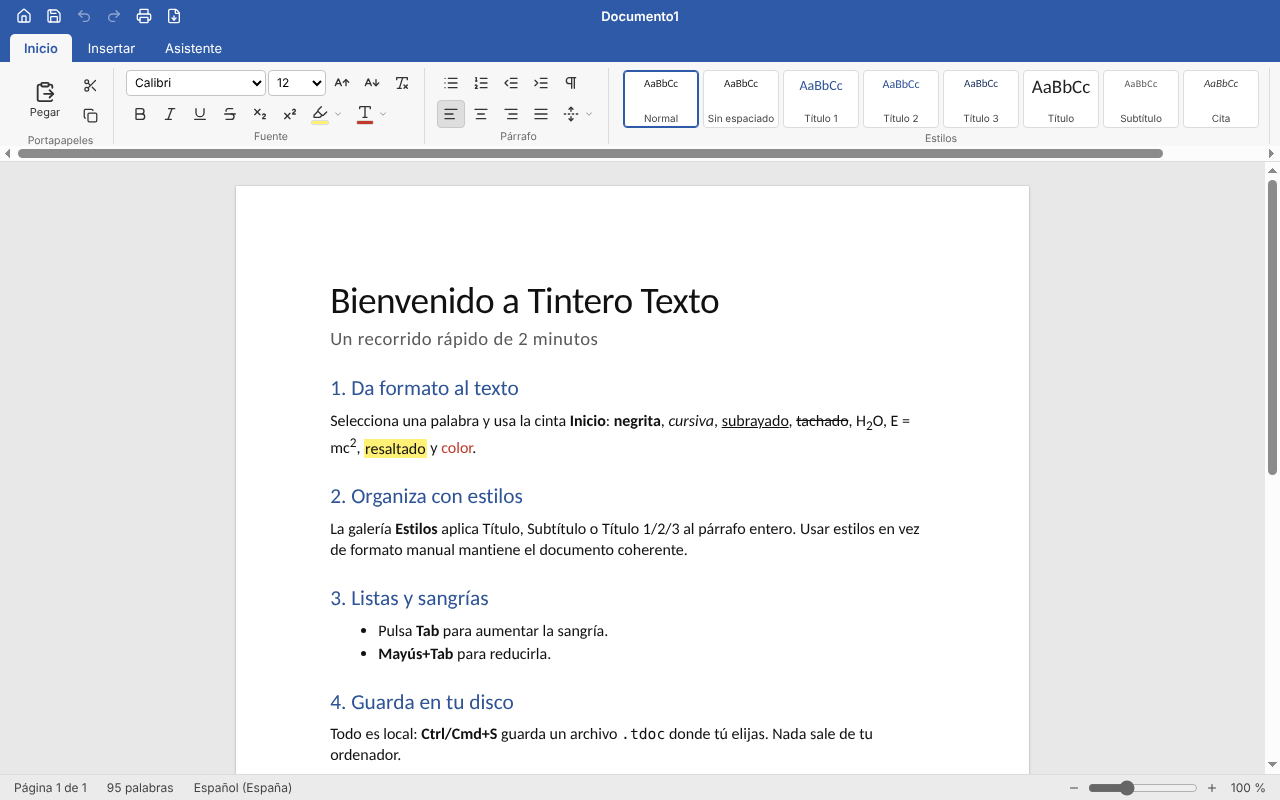 Documento1
Inicio
Insertar
Asistente
Pegar
Portapapeles
Calibri
12
Fuente
Párrafo
AaBbCc
Normal
AaBbCc
Sin espaciado
AaBbCc
Título 1
AaBbCc
Título 2
AaBbCc
Título 3
AaBbCc
Título
AaBbCc
Subtítulo
AaBbCc
Cita
Estilos
Bienvenido a Tintero Texto
Un recorrido rápido de 2 minutos
1. Da formato al texto
Selecciona una palabra y usa la cinta Inicio: negrita, cursiva, subrayado, tachado, H₂O, E =
mc², resaltado y color.
2. Organiza con estilos
La galería Estilos aplica Título, Subtítulo o Título 1/2/3 al párrafo entero. Usar estilos en vez
de formato manual mantiene el documento coherente.
3. Listas y sangrías
• Pulsa Tab para aumentar la sangría.
• Mayús+Tab para reducirla.
4. Guarda en tu disco
Todo es local: Ctrl/Cmd+S guarda un archivo .tdoc donde tú elijas. Nada sale de tu
ordenador.
Página 1 de 1
95 palabras
Español (España)
100 %